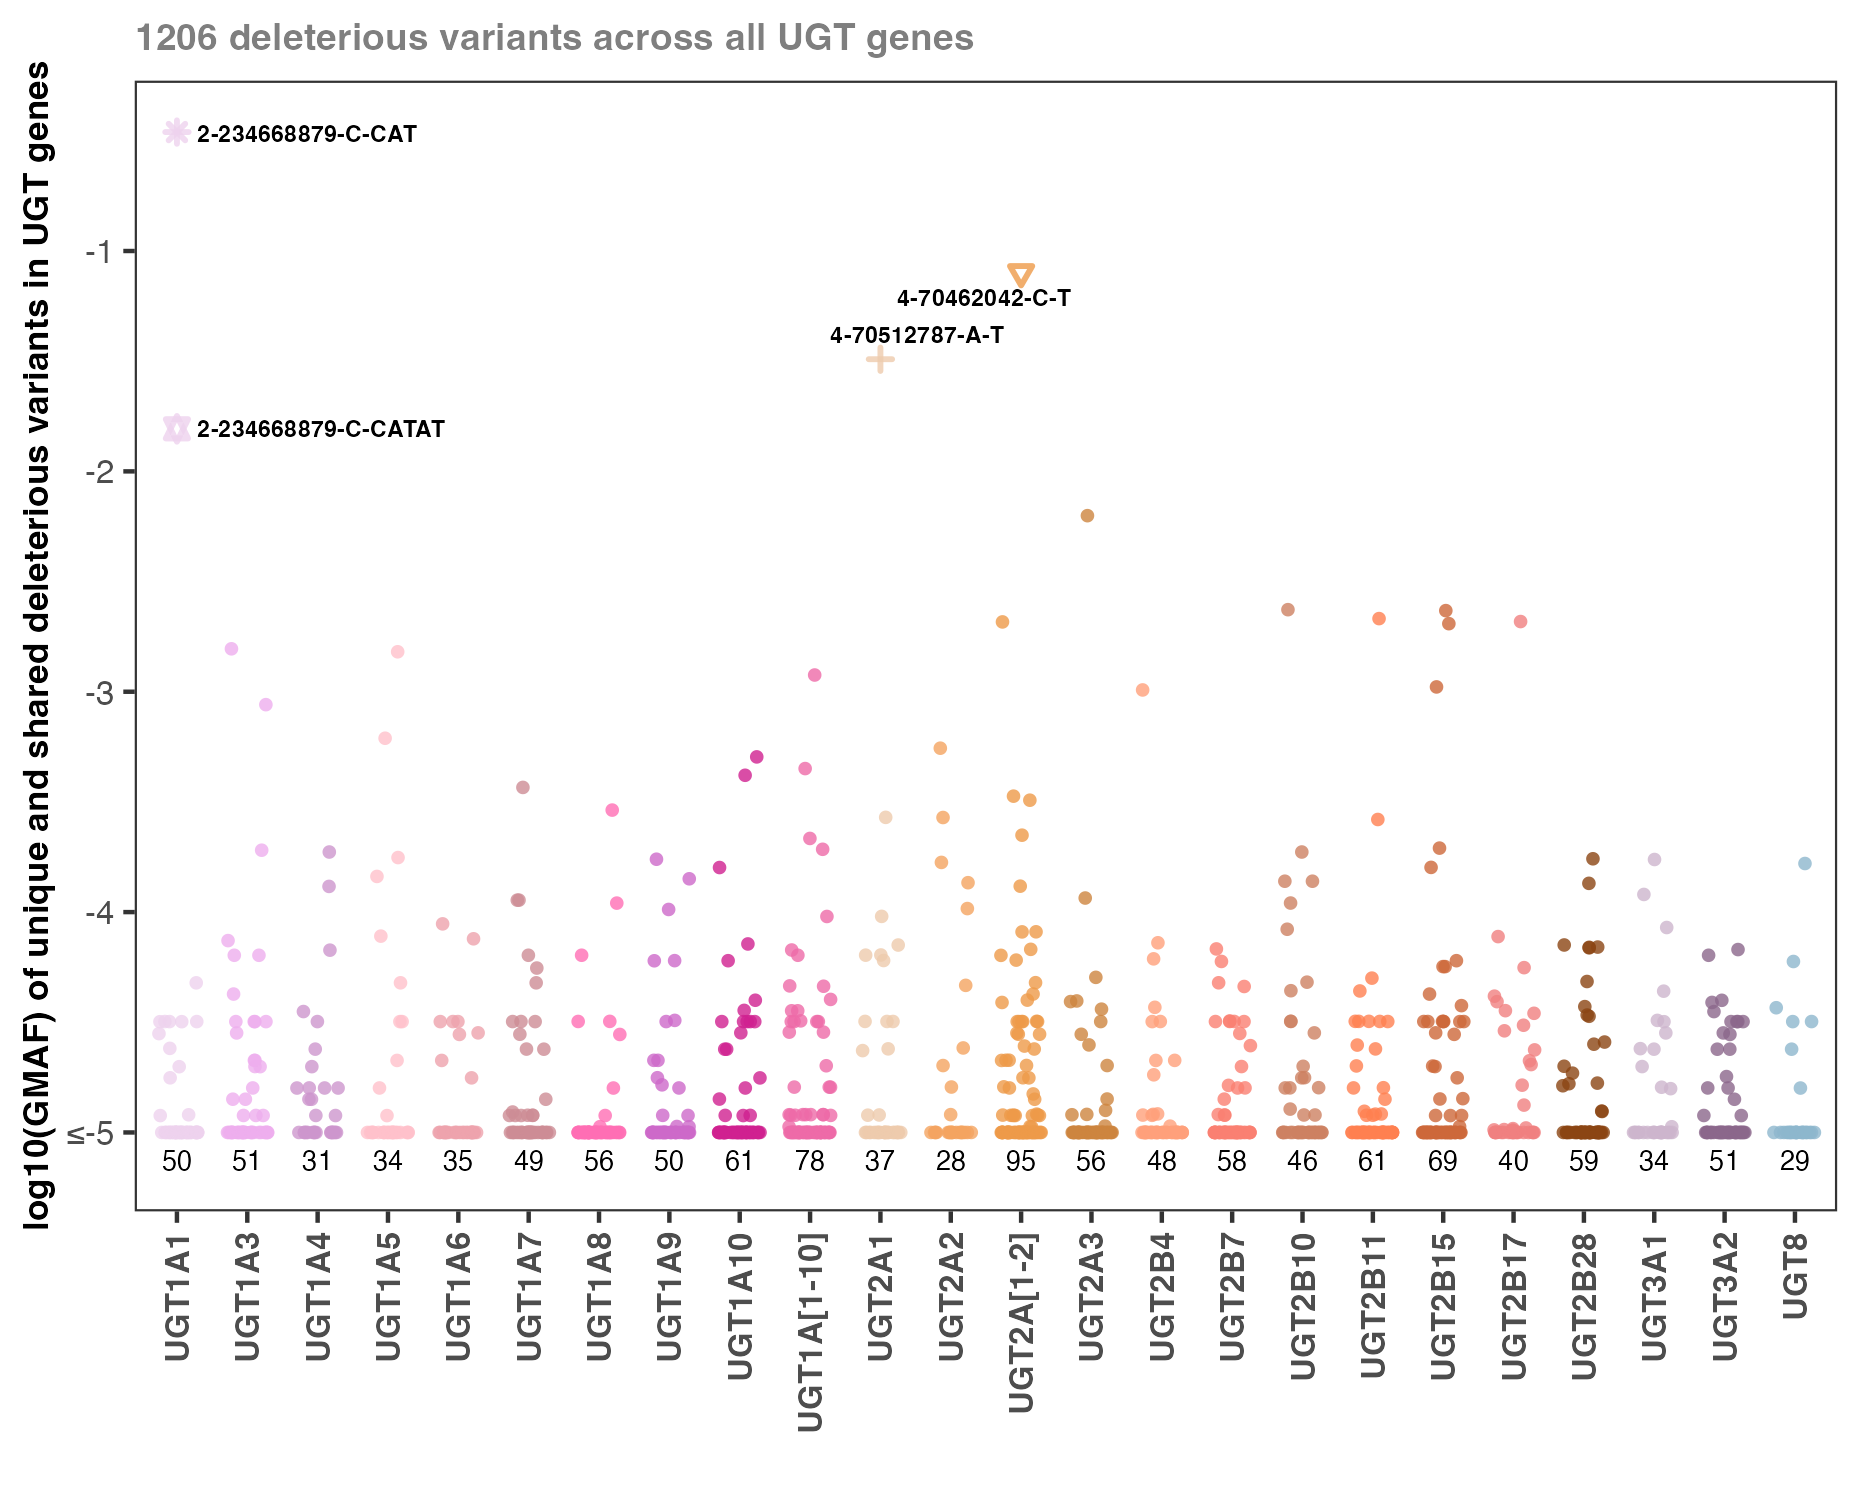 1206 deleterious variants across all UGT genes
log10(GMAF) of unique and shared deleterious variants in UGT genes
2-234668879-C-CAT
-1
4-70462042-C-T
4-70512787-A-T
2-234668879-C-CATAT
-2
-3
-4
≤-5
50 51 31 34 35 49 56 50 61 78 37 28 95 56 48 58 46 61 69 40 59 34 51 29
UGT1A1
UGT1A3
UGT1A4
UGT1A5
UGT1A6
UGT1A7
UGT1A8
UGT1A9
UGT1A10
UGT1A[1-10]
UGT2A1
UGT2A2
UGT2A[1-2]
UGT2A3
UGT2B4
UGT2B7
UGT2B10
UGT2B11
UGT2B15
UGT2B17
UGT2B28
UGT3A1
UGT3A2
UGT8